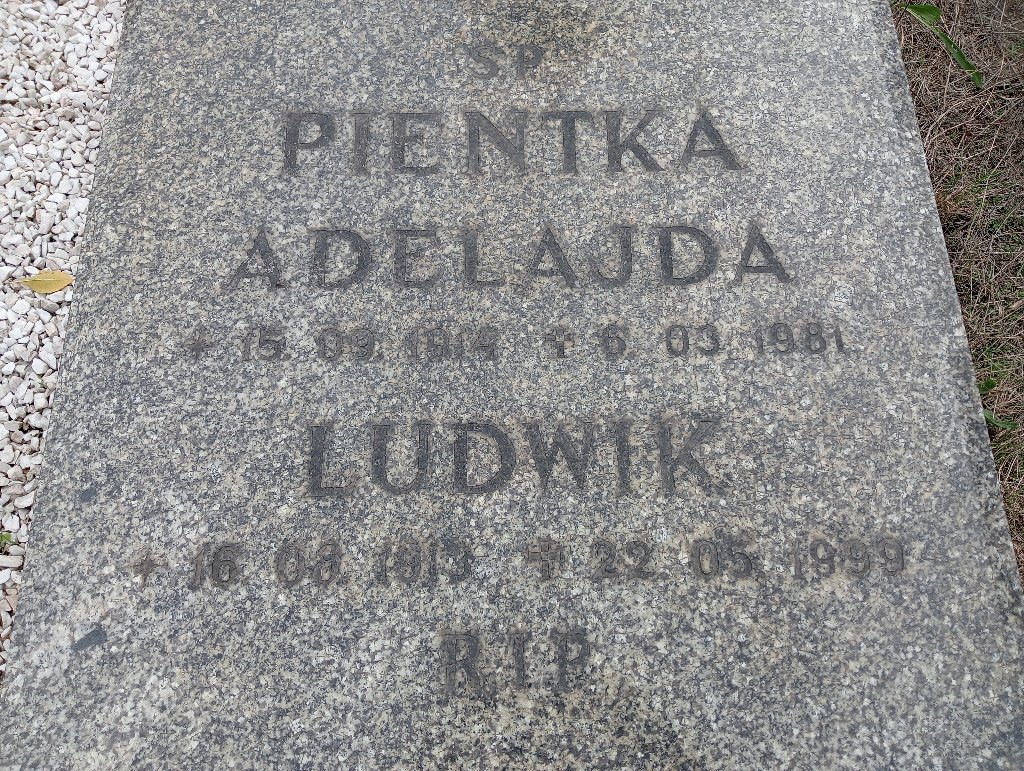 SP.
PIENTKA
ADELAJDA
* 15. 09. 1914 ✝ 6. 03. 1981
LUDWIK
* 16. 08. 1913 ✝ 22. 05. 1999
RIP